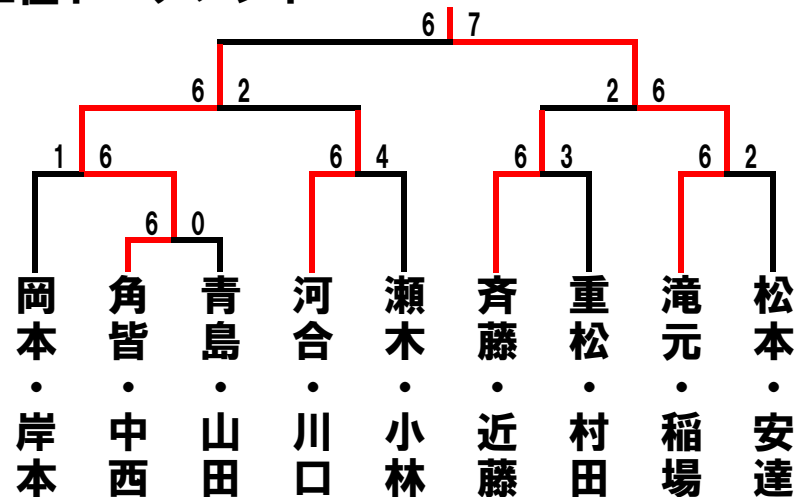 6 7
6 2
2 6
1 6
6 4
6 3
6 2
6 0
岡本・岸本
角皆・中西
青島・山田
河合・川口
瀬木・小林
斉藤・近藤
重松・村田
滝元・稲場
松本・安達